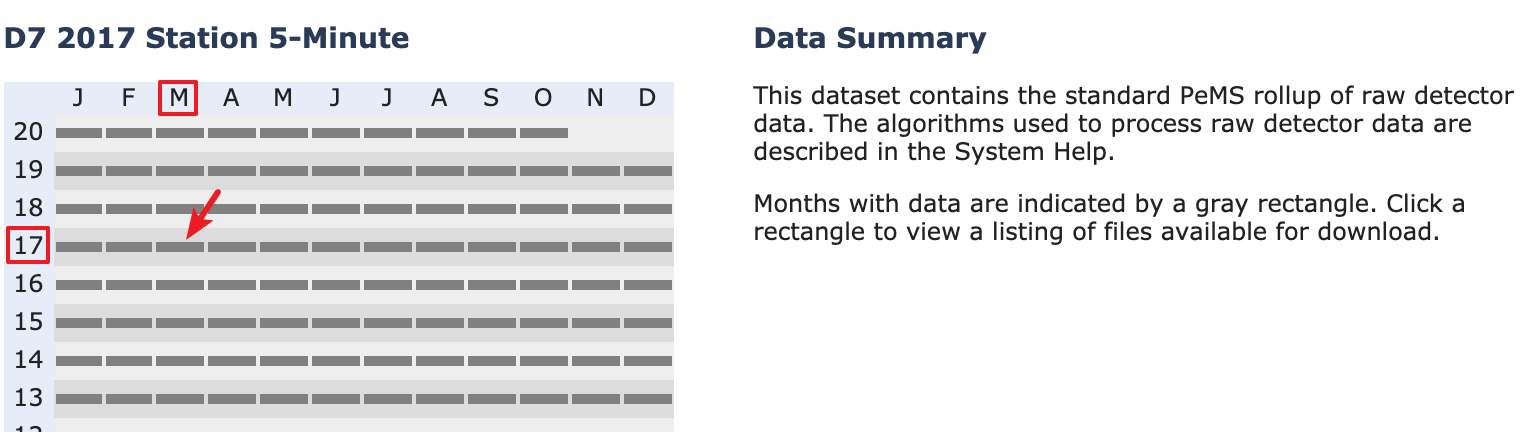 D7 2017 Station 5-Minute
J F M A M J J A S O N D
20
19
18
17
16
15
14
13
Data Summary
This dataset contains the standard PeMS rollup of raw detector
data. The algorithms used to process raw detector data are
described in the System Help.
Months with data are indicated by a gray rectangle. Click a
rectangle to view a listing of files available for download.